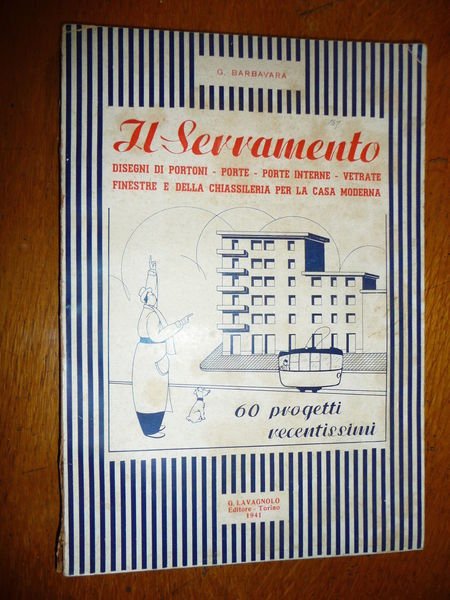 G. BARBAVARA
Il Serramento
DISEGNI DI PORTONI - PORTE - PORTE INTERNE - VETRATE
FINESTRE E DELLA CHIASSILERIA PER LA CASA MODERNA
60 progetti
recentissimi
G. LAVAGNOLO
Editore - Torino
1941